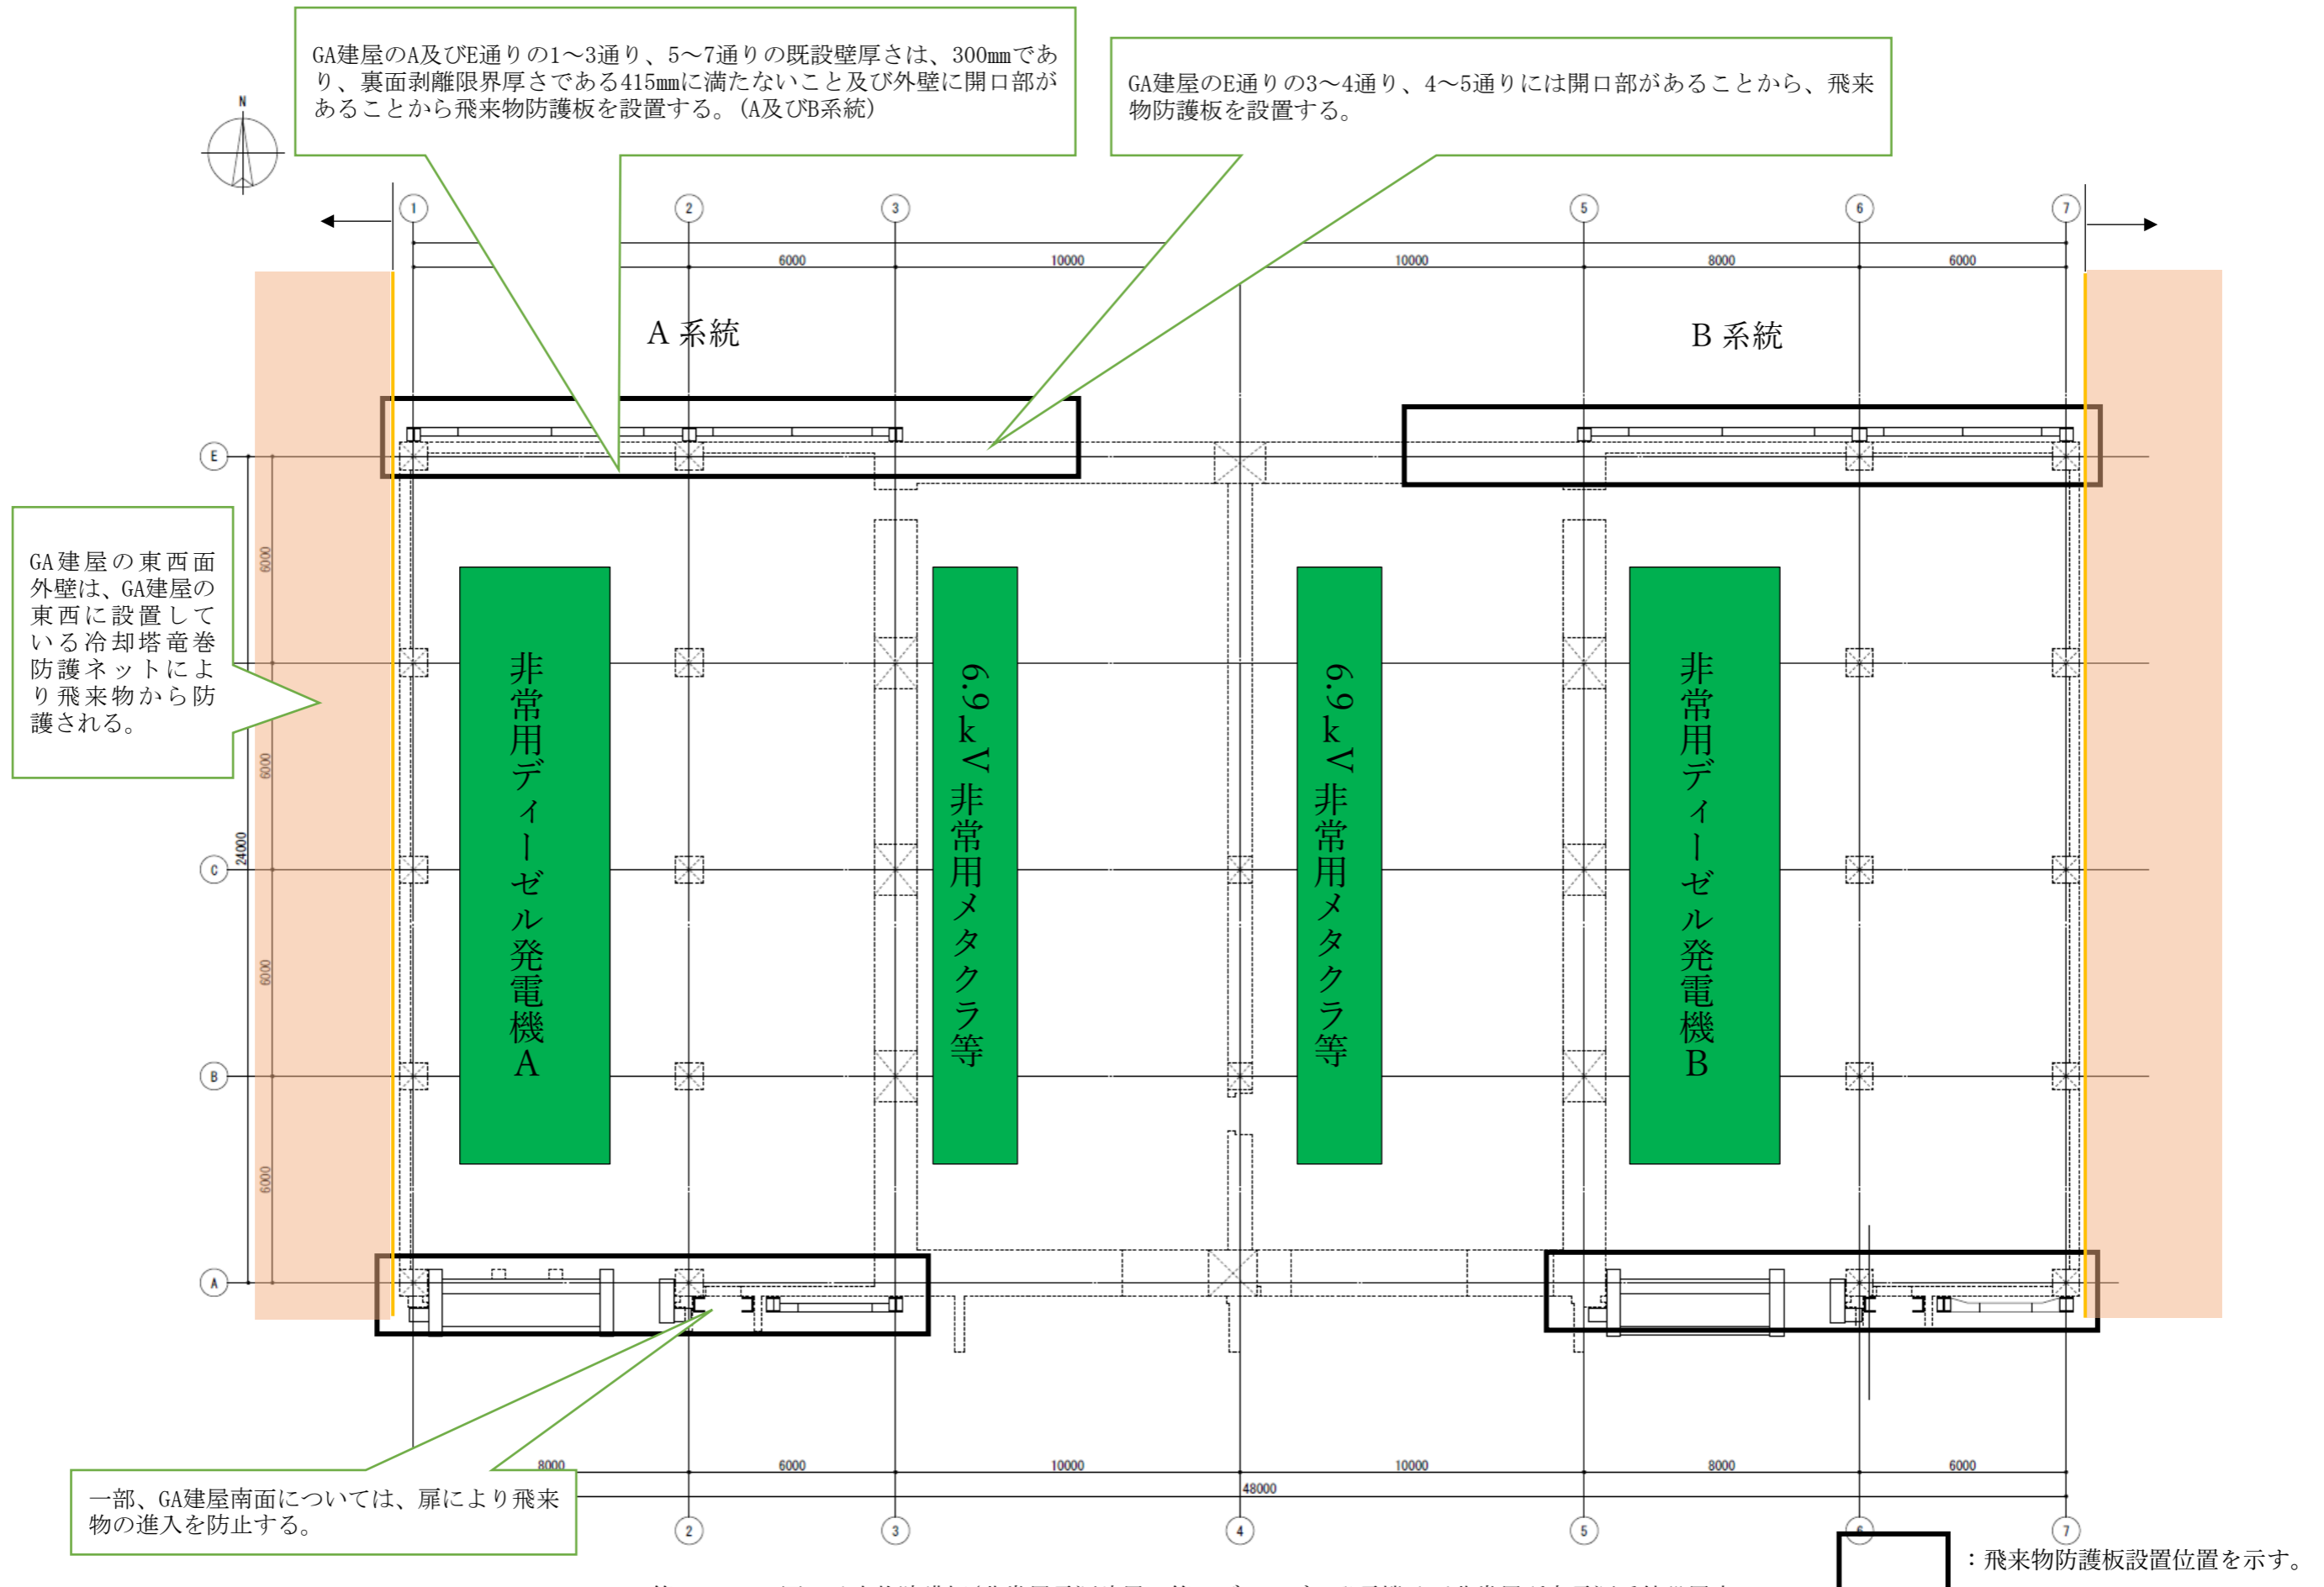 GA建屋のA及びE通りの1～3通り、5～7通りの既設壁厚さは、300㎜であ
り、裏面剥離限界厚さである415㎜に満たないこと及び外壁に開口部が
あることから飛来物防護板を設置する。(A及びB系統)
GA建屋のE通りの3～4通り、4～5通りには開口部があることから、飛来
物防護板を設置する。
N
1
2
3
5
6
7
6000
10000
10000
8000
6000
A 系統
B 系統
E
GA建屋の東西面
外壁は、GA建屋の
東西に設置して
いる冷却塔竜巻
防護ネットによ
り飛来物から防
護される。
6000
6000
24000
6000
6000
C
B
A
非常用ディーゼル発電機A
6.9kV非常用メタクラ等
6.9kV非常用メタクラ等
非常用ディーゼル発電機B
8000
6000
10000
10000
8000
6000
48000
一部、GA建屋南面については、扉により飛来
物の進入を防止する。
2
3
4
5
6
7
：飛来物防護板設置位置を示す。